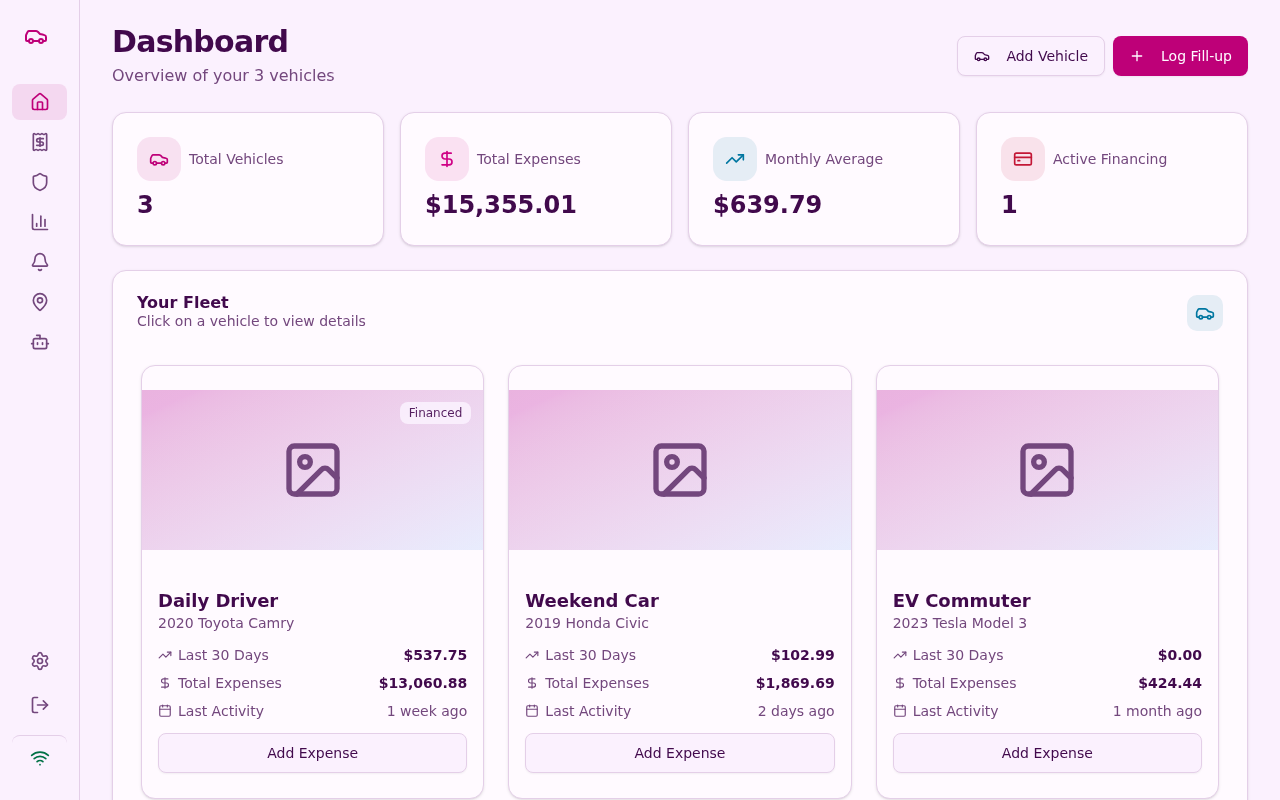 Dashboard
Overview of your 3 vehicles
Add Vehicle
Log Fill-up
Total Vehicles
3
Total Expenses
$15,355.01
Monthly Average
$639.79
Active Financing
1
Your Fleet
Click on a vehicle to view details
Financed
Daily Driver
2020 Toyota Camry
Last 30 Days $537.75
Total Expenses $13,060.88
Last Activity 1 week ago
Add Expense
Weekend Car
2019 Honda Civic
Last 30 Days $102.99
Total Expenses $1,869.69
Last Activity 2 days ago
Add Expense
EV Commuter
2023 Tesla Model 3
Last 30 Days $0.00
Total Expenses $424.44
Last Activity 1 month ago
Add Expense